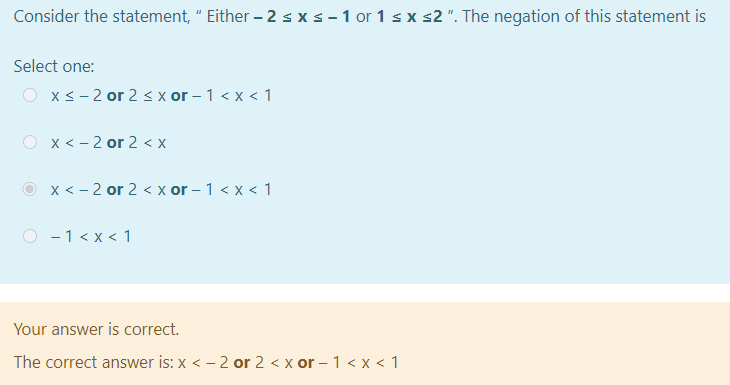 Consider the statement, “ Either – 2 ≤ x ≤ – 1 or 1 ≤ x ≤2 ”. The negation of this statement is
Select one:
x ≤ – 2 or 2 ≤ x or – 1 < x < 1
x < – 2 or 2 < x
x < – 2 or 2 < x or – 1 < x < 1
– 1 < x < 1
Your answer is correct.
The correct answer is: x < – 2 or 2 < x or – 1 < x < 1